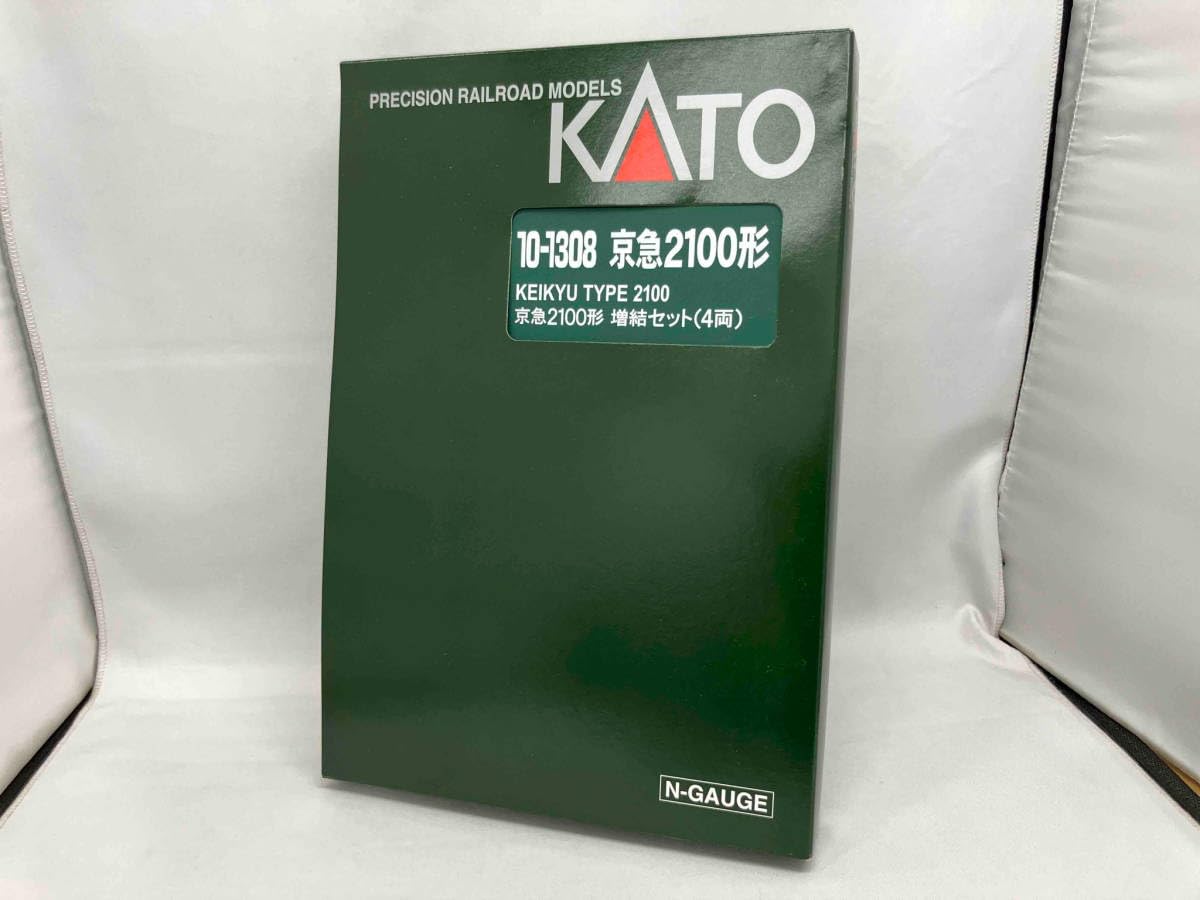 PRECISION RAILROAD MODELS
KATO
10-1308 京急2100形
KEIKYU TYPE 2100
京急2100形 増結セット(4両)
N-GAUGE